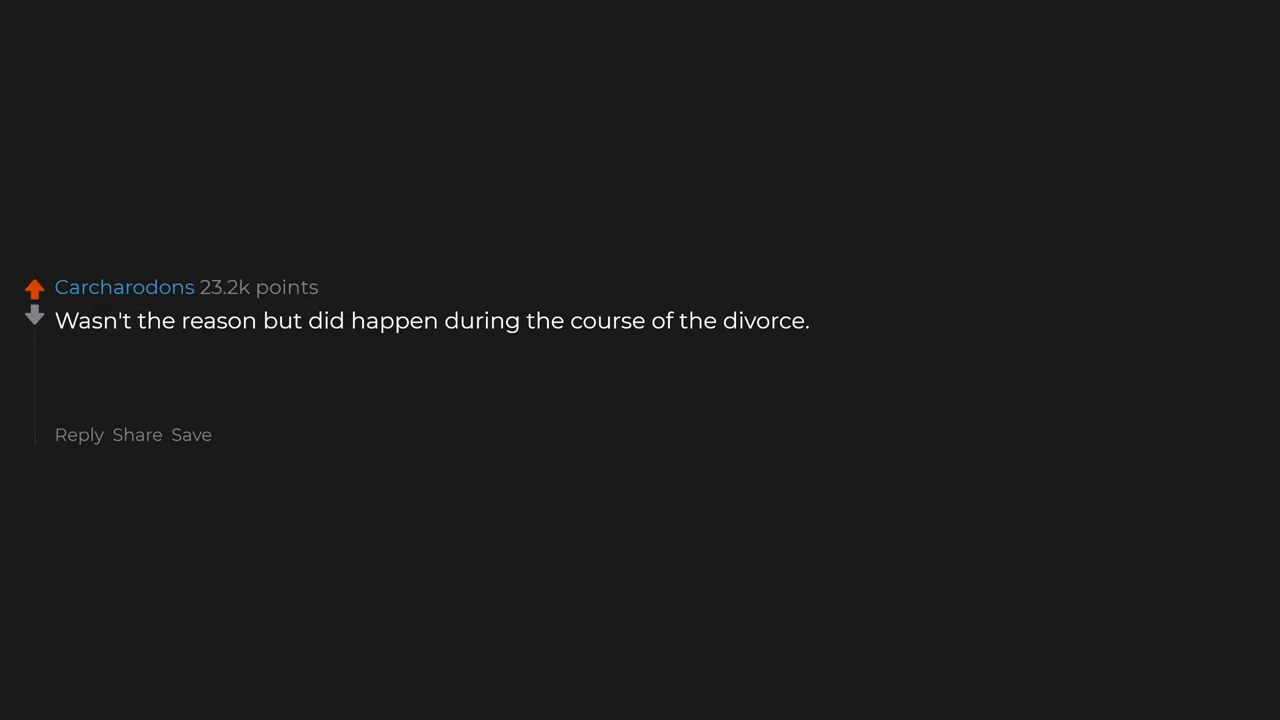 Carcharodons 23.2k points
Wasn't the reason but did happen during the course of the divorce.
Reply Share Save